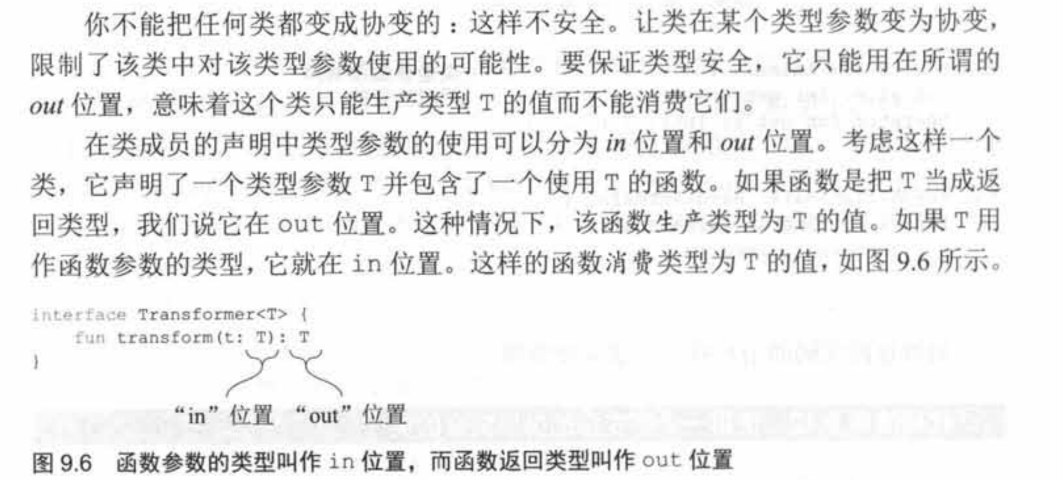 你不能把任何类都变成协变的：这样不安全。让类在某个类型参数变为协变，
限制了该类中对该类型参数使用的可能性。要保证类型安全，它只能用在所谓的
out 位置，意味着这个类只能生产类型 T 的值而不能消费它们。
在类成员的声明中类型参数的使用可以分为 in 位置和 out 位置。考虑这样一个
类，它声明了一个类型参数 T 并包含了一个使用 T 的函数。如果函数是把 T 当成返
回类型，我们说它在 out 位置。这种情况下，该函数生产类型为 T 的值。如果 T 用
作函数参数的类型，它就在 in 位置。这样的函数消费类型为 T 的值，如图 9.6 所示。
interface Transformer<T> {
fun transform(t: T): T
}
“in”位置 “out”位置
图 9.6 函数参数的类型叫作 in 位置，而函数返回类型叫作 out 位置